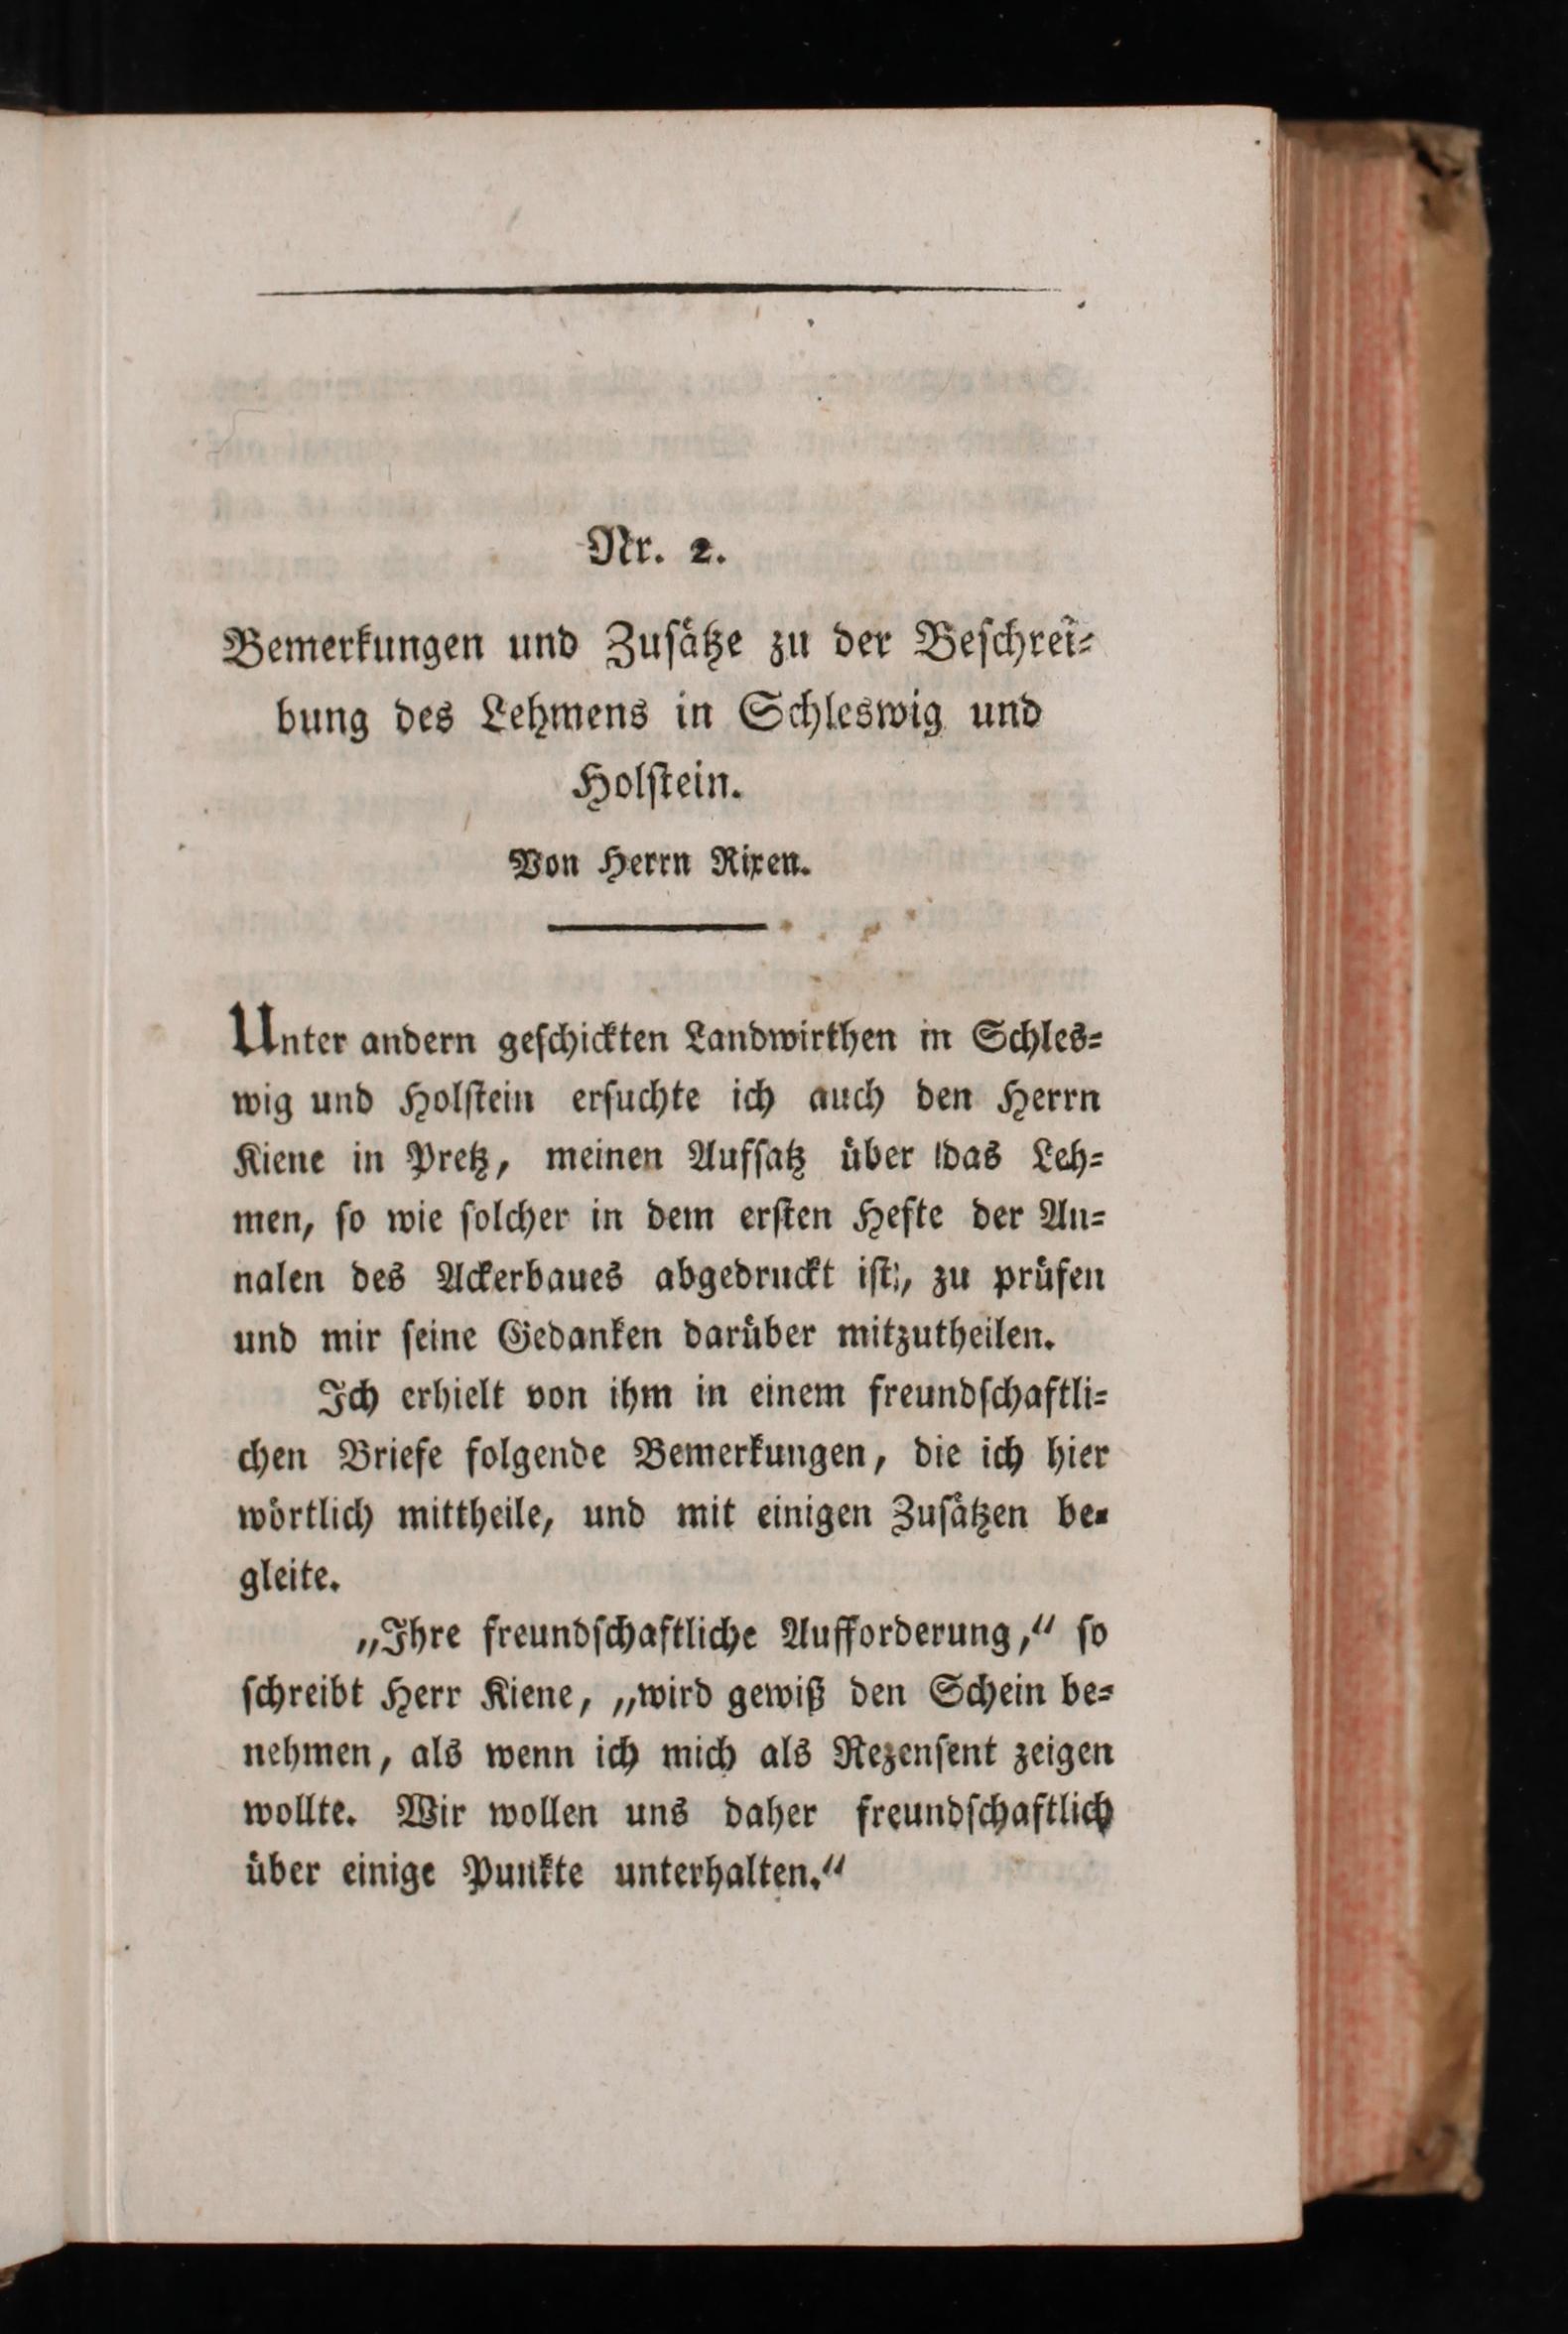 Nr. 2.
Bemerkungen und Zuſätze zu der Beſchrei⸗
bung des Lehmens in Schleswig und
Holſtein.
Von Herrn Rixen.
Unter andern geſchickten Landwirthen in Schles⸗
wig und Holſtein erſuchte ich auch den Herrn
Kiene in Pretz, meinen Aufſatz über das Leh⸗
men, ſo wie ſolcher in dem erſten Hefte der An⸗
nalen des Ackerbaues abgedruckt iſt, zu prüfen
und mir ſeine Gedanken darüber mitzutheilen.
Ich erhielt von ihm in einem freundſchaftli⸗
chen Briefe folgende Bemerkungen, die ich hier
wörtlich mittheile, und mit einigen Zuſätzen be⸗
gleite.
„Ihre freundſchaftliche Aufforderung,“ ſo
ſchreibt Herr Kiene, „wird gewiß den Schein be⸗
nehmen, als wenn ich mich als Rezenſent zeigen
wollte. Wir wollen uns daher freundſchaftlich
über einige Punkte unterhalten.“